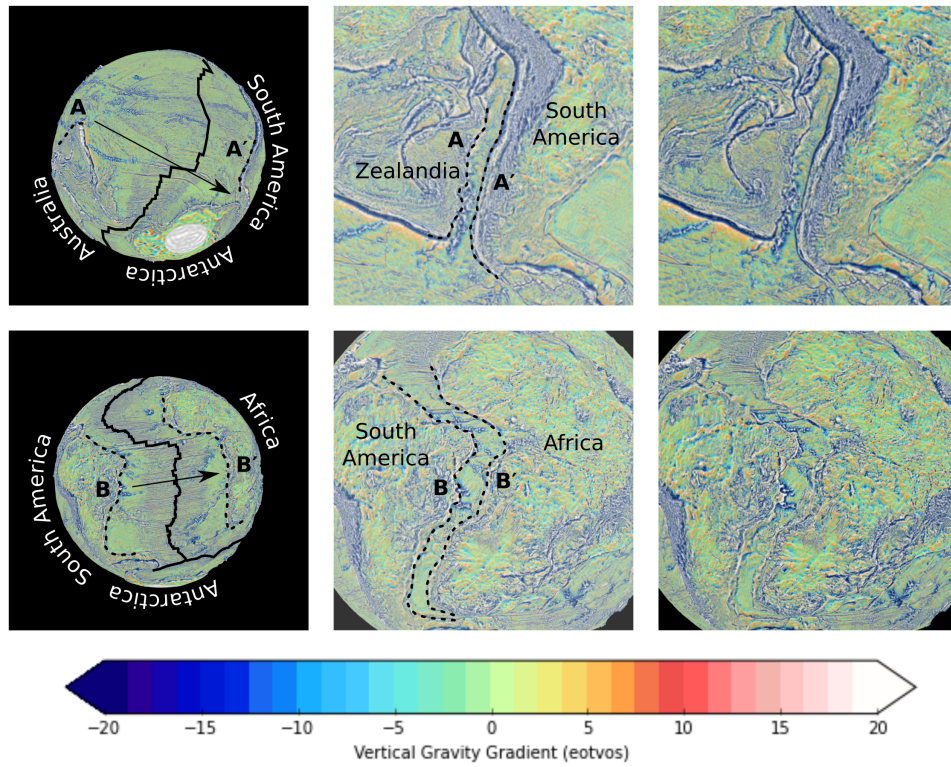 A
A´
South America
Australia
Antarctica
A
Zealandia
South
America
A´
South America
B
B´
Africa
Antarctica
South
America
Africa
B
B´
−20
−15
−10
−5
0
5
10
15
20
Vertical Gravity Gradient (eotvos)